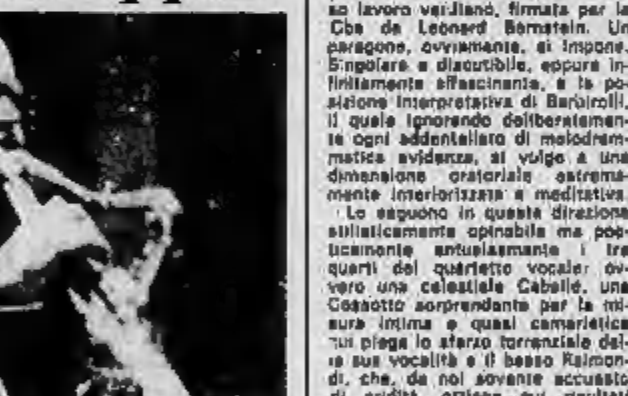 so lavoro verdiano, firmata per la
Cbs da Leonard Bernstein. Un
paragone, ovviamente, si impone.
Singolare e discutibile, eppure in-
finitamente affascinante, è la po-
sizione interpretativa di Barbirolli,
il quale ignorando deliberatamen-
te ogni addentellato di melodram-
matica evidenza, si volge a una
dimensione oratoriale estrema-
mente interiorizzata e meditativa.
Lo seguono in questa direzione
stilisticamente opinabile ma poe-
ticamente entusiasmante i tre
quarti del quartetto vocale: ov-
vero una celestiale Caballé, una
Cossotto sorprendente per la mi-
sura intima e quasi cameristica
cui piega lo sforzo torrenziale del-
la sua vocalità e il basso Raimon-
di, che, da noi sovente accusato
di